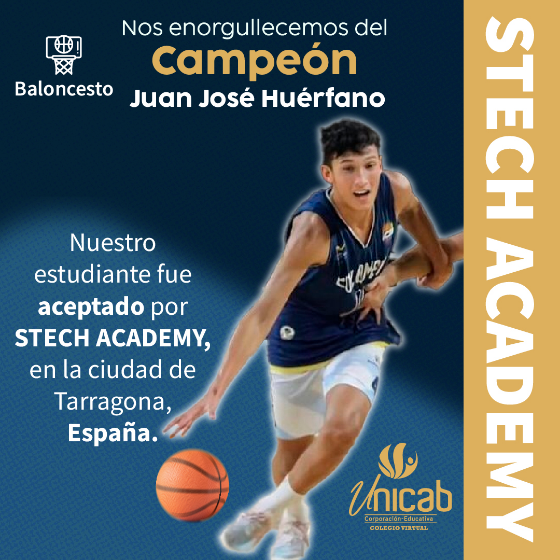 Nos enorgullecemos del
Campeón
Juan José Huérfano
Baloncesto
Nuestro
estudiante fue
aceptado por
STECH ACADEMY,
en la ciudad de
Tarragona,
España.
STECH ACADEMY
Unicab
Corporación Educativa
COLEGIO VIRTUAL